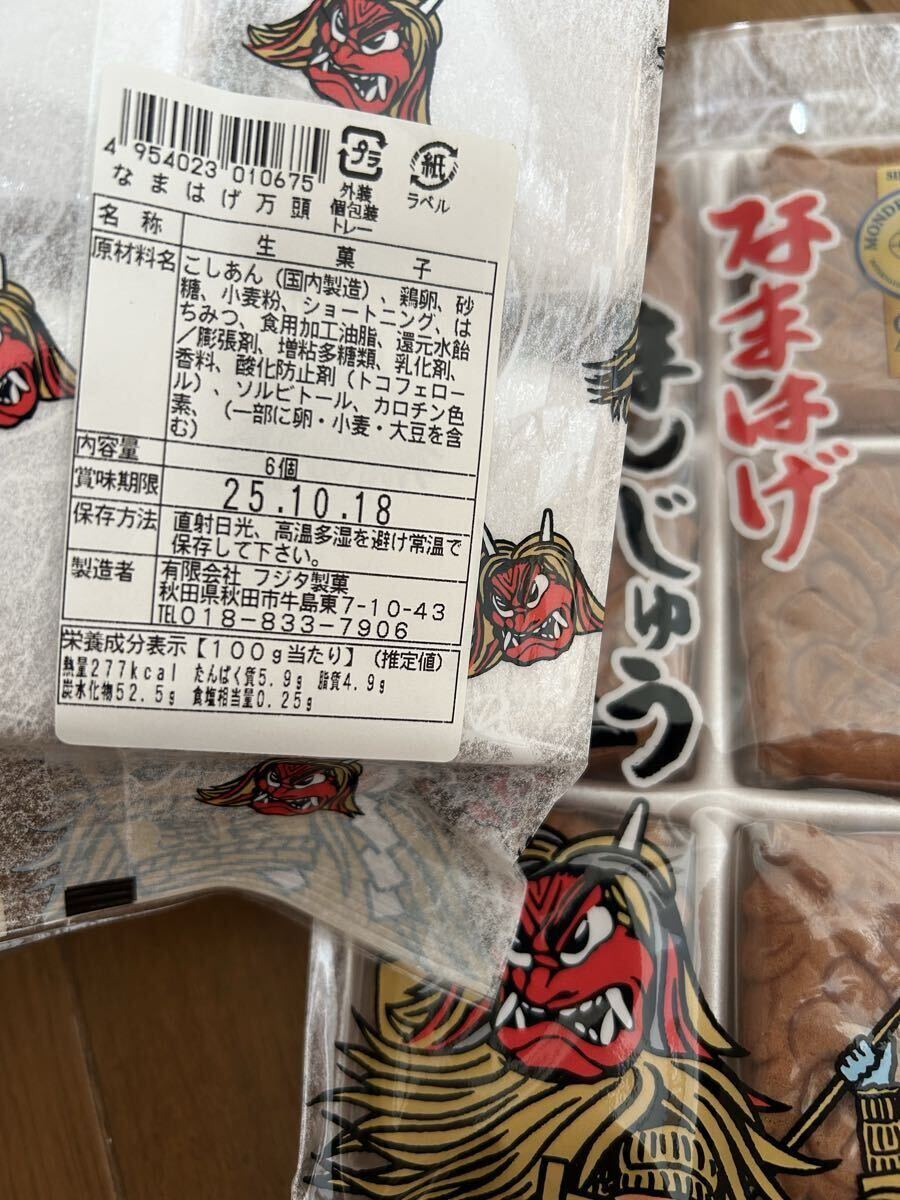 4 954023 010675
プラ
外装
個包装
トレー
紙
ラベル
なまはげ万頭
名称 生菓子
原材料名 こしあん（国内製造）、鶏卵、砂
糖、小麦粉、ショートニング、は
ちみつ、食用加工油脂、還元水飴
／膨張剤、増粘多糖類、乳化剤、
香料、酸化防止剤（トコフェロー
ル）、ソルビトール、カロチン色
素、（一部に卵・小麦・大豆を含
む）
内容量 6個
賞味期限 25.10.18
保存方法 直射日光、高温多湿を避け常温で
保存して下さい。
製造者 有限会社 フジタ製菓
秋田県秋田市牛島東7-10-43
TEL018-833-7906
栄養成分表示【100g当たり】（推定値）
熱量277kcal たんぱく質5.9g 脂質4.9g
炭水化物52.5g 食塩相当量0.25g
なまはげ
まんじゅう